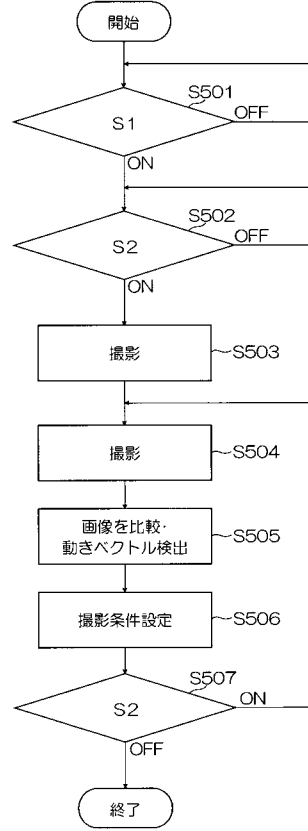 開始
S501
S1
OFF
ON
S502
S2
OFF
ON
撮影
S503
撮影
S504
画像を比較・
動きベクトル検出
S505
撮影条件設定
S506
S507
S2
ON
OFF
終了